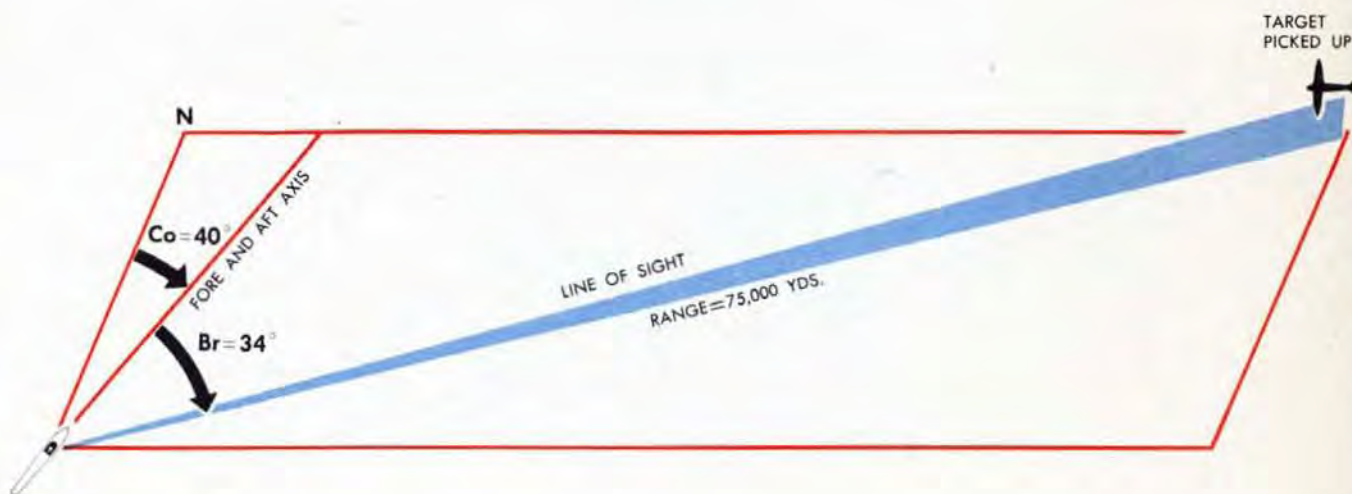 TARGET
PICKED UP
N
Co=40°
FORE AND AFT AXIS
Br=34°
LINE OF SIGHT
RANGE=75,000 YDS.